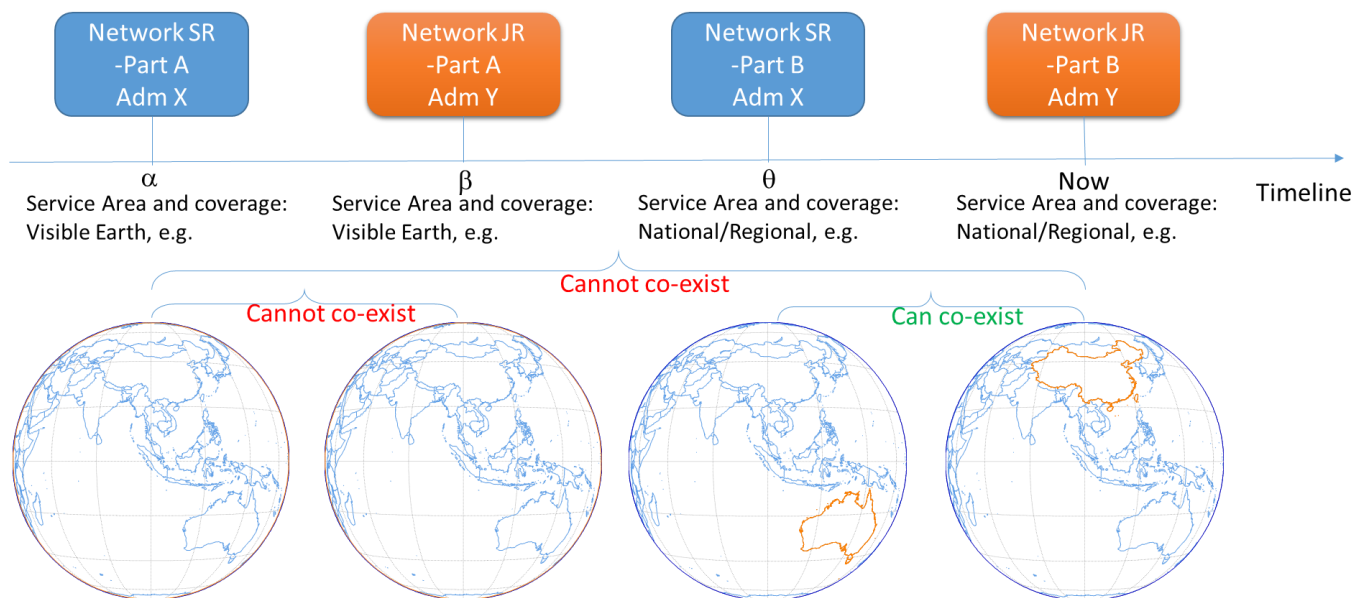 Network SR
-Part A
Adm X
Network JR
-Part A
Adm Y
Network SR
-Part B
Adm X
Network JR
-Part B
Adm Y
α
β
θ
Now
Timeline
Service Area and coverage:
Visible Earth, e.g.
Service Area and coverage:
Visible Earth, e.g.
Service Area and coverage:
National/Regional, e.g.
Service Area and coverage:
National/Regional, e.g.
Cannot co-exist
Cannot co-exist
Can co-exist